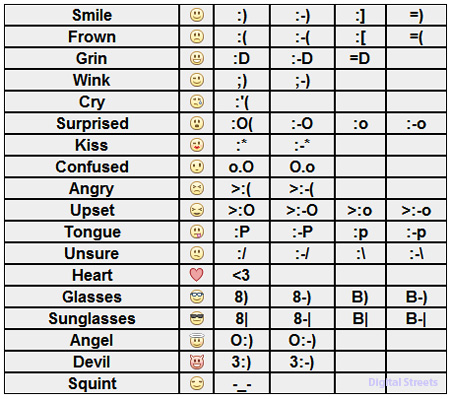 Smile :) :-) :] =)
Frown :( :-( :[ =(
Grin :D :-D =D
Wink ;) ;-)
Cry :'(
Surprised :O( :-O :o :-o
Kiss :* :-*
Confused o.O O.o
Angry >:( >:-(
Upset >:O >:-O >:o >:-o
Tongue :P :-P :p :-p
Unsure :/ :-/ :\ :-\
Heart <3
Glasses 8) 8-) B) B-)
Sunglasses 8| 8-| B| B-|
Angel O:) O:-)
Devil 3:) 3:-)
Squint -_-
Digital Streets